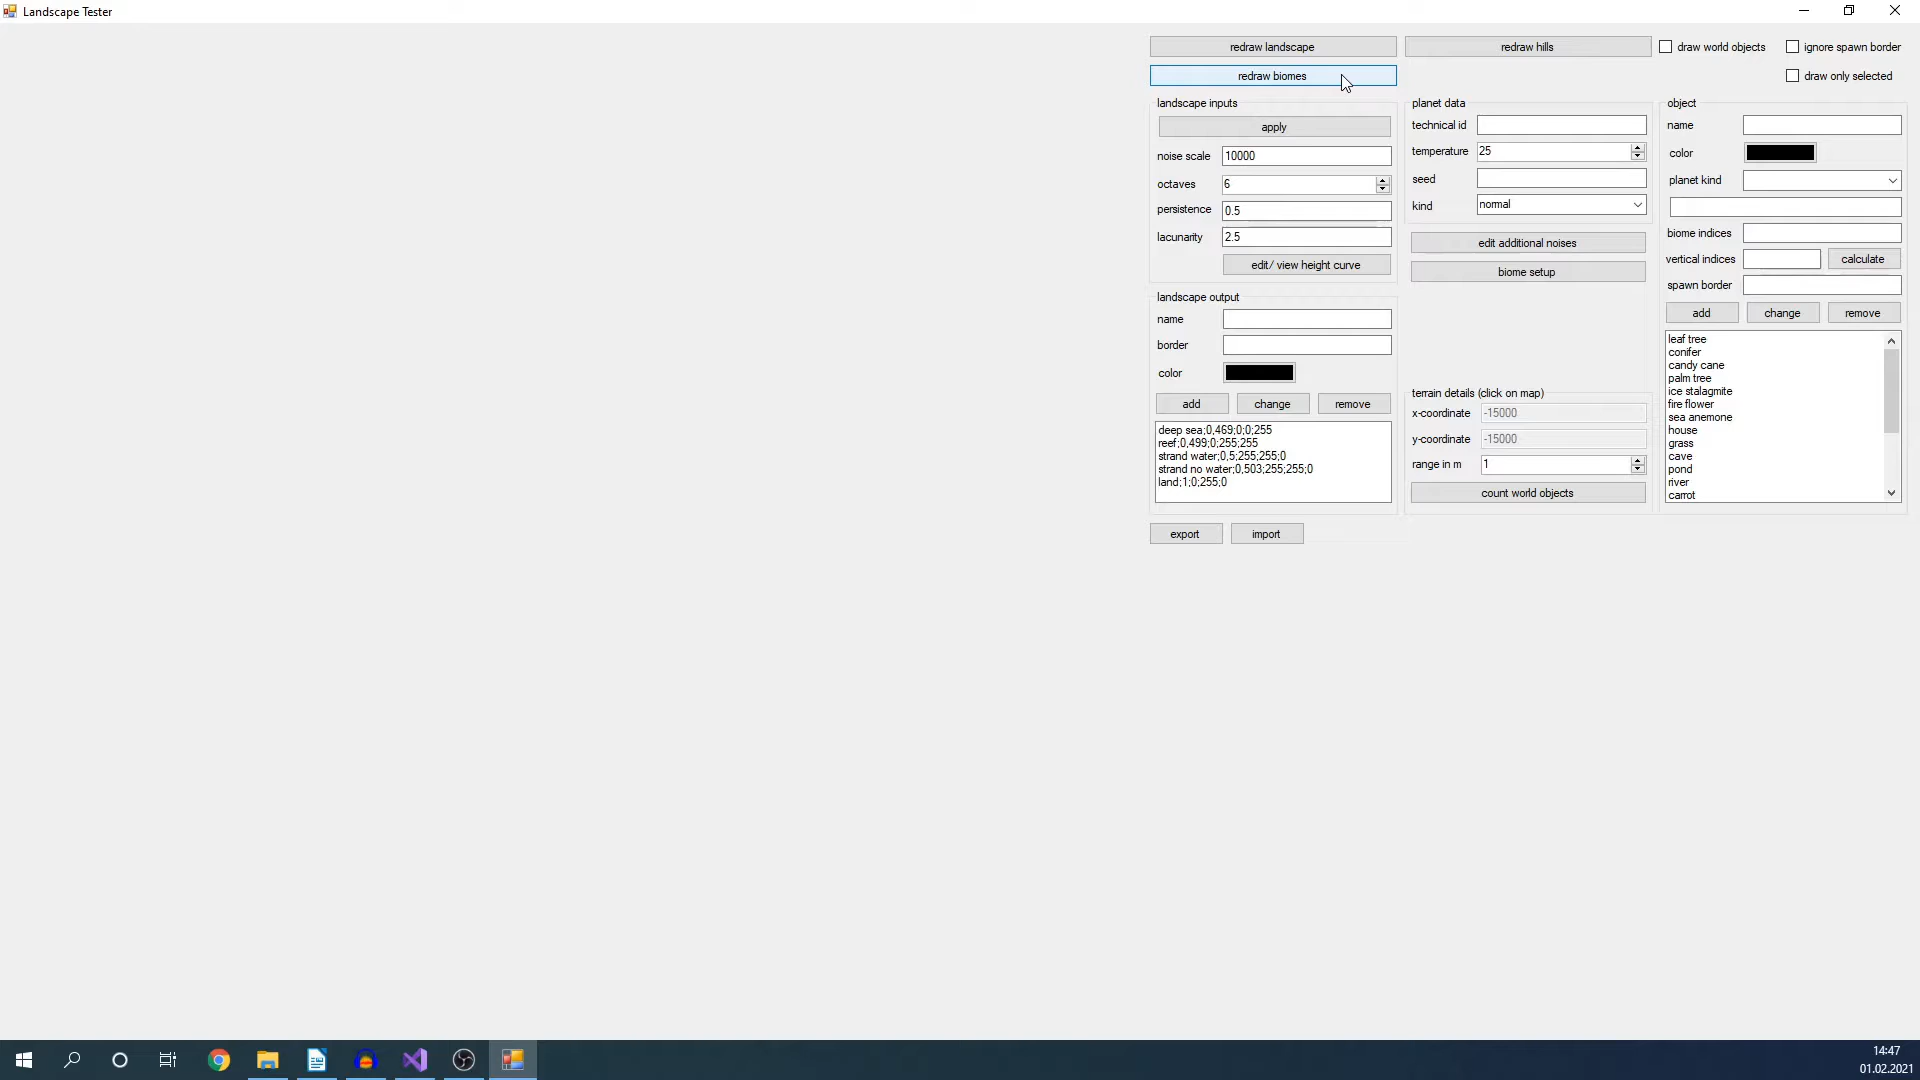 Landscape Tester
redraw landscape
redraw hills
draw world objects
ignore spawn border
redraw biomes
draw only selected
landscape inputs
apply
noise scale 10000
octaves 6
persistence 0.5
lacunarity 2.5
edit/ view height curve
landscape output
name
border
color
add change remove
deep sea;0,469;0;0;255
reef;0,499;0;255;255
strand water;0,5;255;255;0
strand no water;0,503;255;255;0
land;1;0;255;0
export import
planet data
technical id
temperature 25
seed
kind normal
edit additional noises
biome setup
terrain details (click on map)
x-coordinate -15000
y-coordinate -15000
range in m 1
count world objects
object
name
color
planet kind
biome indices
vertical indices calculate
spawn border
add change remove
leaf tree
conifer
candy cane
palm tree
ice stalagmite
fire flower
sea anemone
house
grass
cave
pond
river
carrot
14:47
01.02.2021